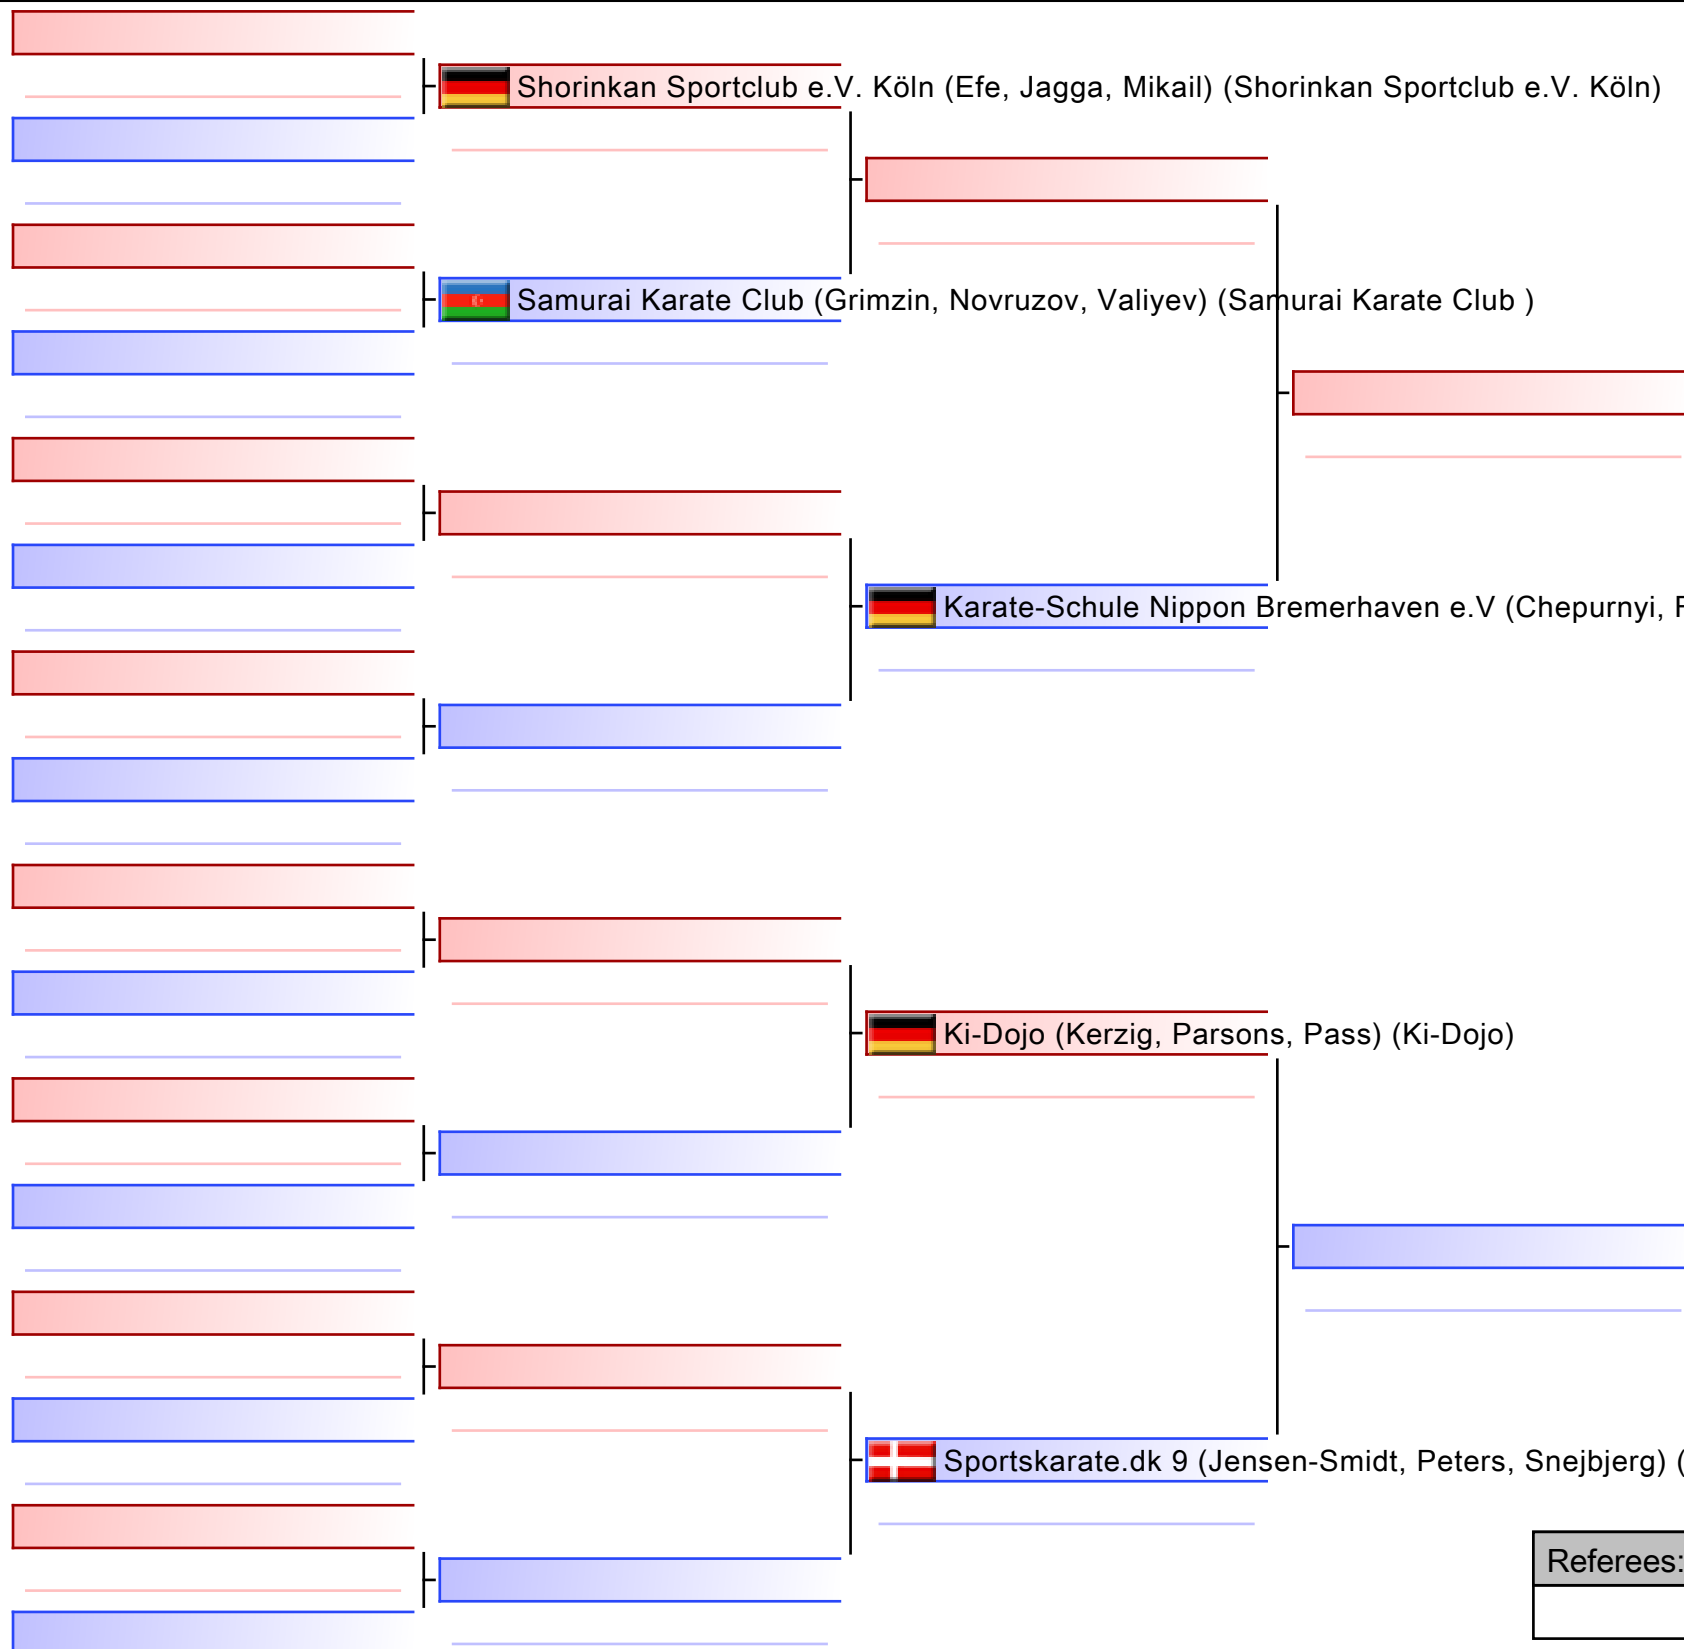 Shorinkan Sportclub e.V. Köln (Efe, Jagga, Mikail) (Shorinkan Sportclub e.V. Köln)
Samurai Karate Club (Grimzin, Novruzov, Valiyev) (Samurai Karate Club )
Karate-Schule Nippon Bremerhaven e.V (Chepurnyi,
Ki-Dojo (Kerzig, Parsons, Pass) (Ki-Dojo)
Sportskarate.dk 9 (Jensen-Smidt, Peters, Snejbjerg) (
Referees: